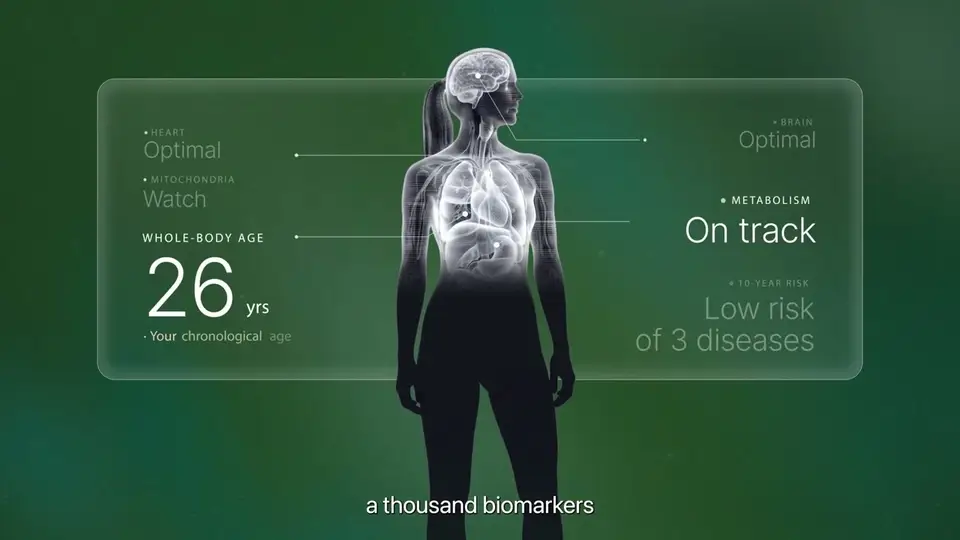 • HEART
Optimal
• MITOCHONDRIA
Watch
WHOLE-BODY AGE
26 yrs
· Your chronological age
• BRAIN
Optimal
• METABOLISM
On track
• 10-YEAR RISK
Low risk
of 3 diseases
a thousand biomarkers